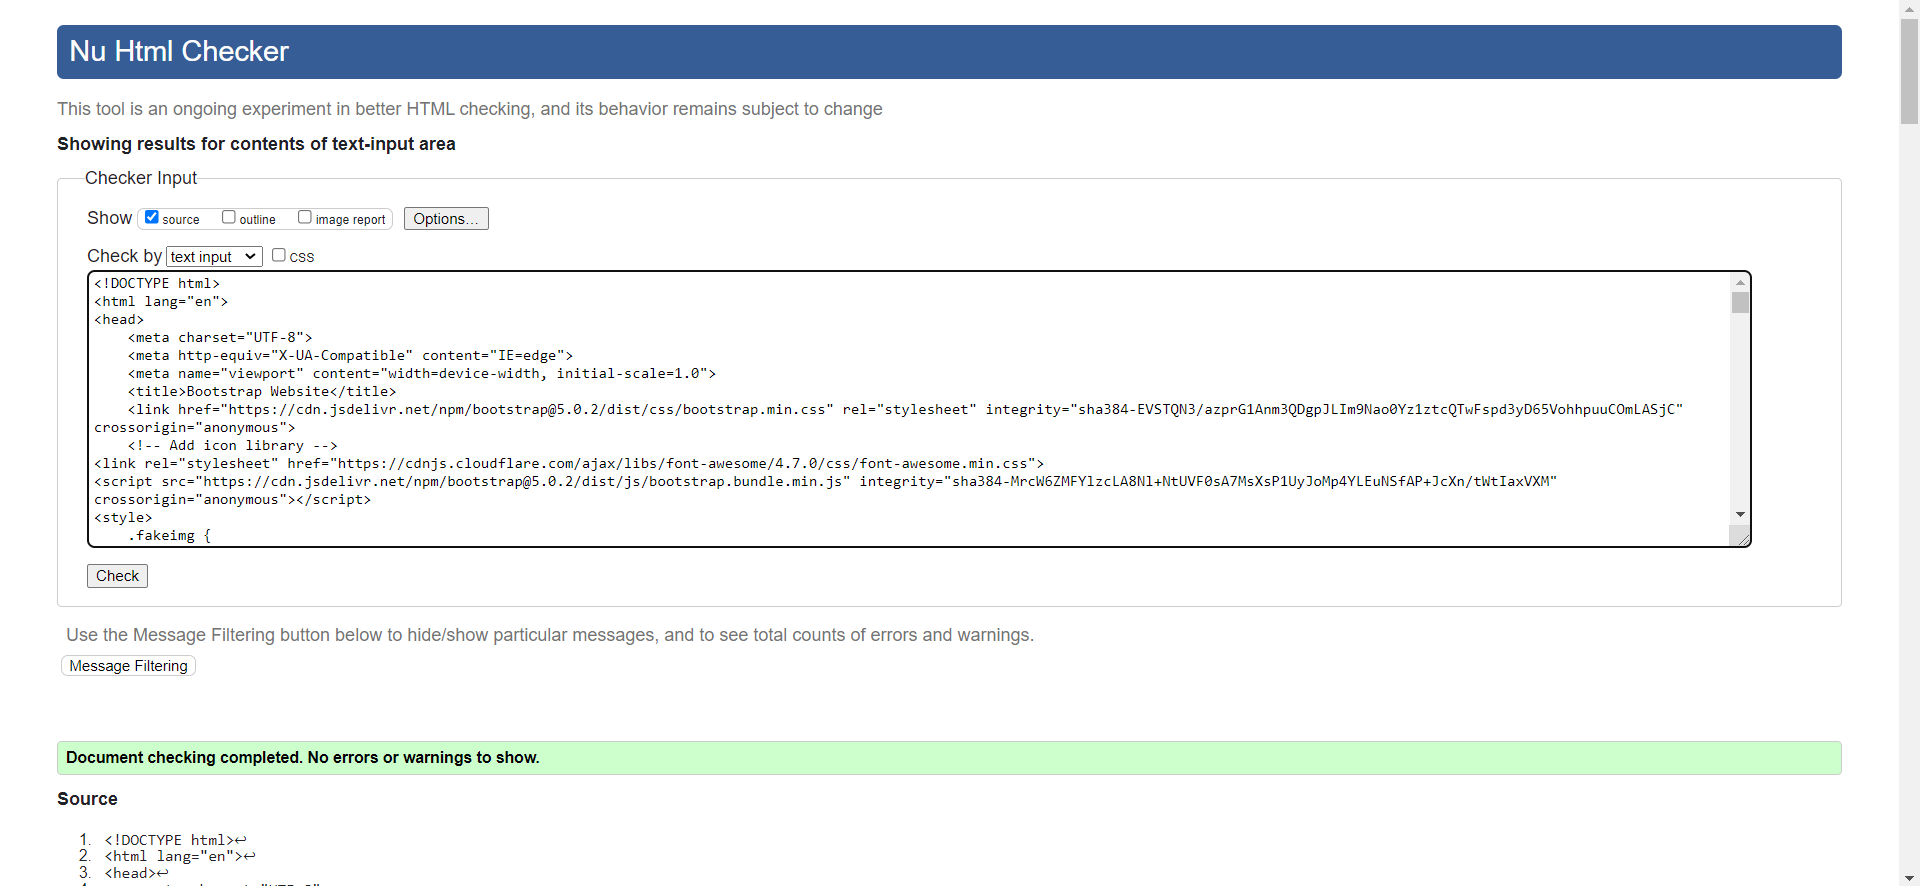 Nu Html Checker
This tool is an ongoing experiment in better HTML checking, and its behavior remains subject to change
Showing results for contents of text-input area
Checker Input
Show source outline image report Options...
Check by text input css
<!DOCTYPE html>
<html lang="en">
<head>
    <meta charset="UTF-8">
    <meta http-equiv="X-UA-Compatible" content="IE=edge">
    <meta name="viewport" content="width=device-width, initial-scale=1.0">
    <title>Bootstrap Website</title>
    <link href="https://cdn.jsdelivr.net/npm/bootstrap@5.0.2/dist/css/bootstrap.min.css" rel="stylesheet" integrity="sha384-EVSTQN3/azprG1Anm3QDgpJLIm9Nao0Yz1ztcQTwFspd3yD65VohhpuuCOmLASjC"
crossorigin="anonymous">
    <!-- Add icon library -->
<link rel="stylesheet" href="https://cdnjs.cloudflare.com/ajax/libs/font-awesome/4.7.0/css/font-awesome.min.css">
<script src="https://cdn.jsdelivr.net/npm/bootstrap@5.0.2/dist/js/bootstrap.bundle.min.js" integrity="sha384-MrcW6ZMFYlzcLA8Nl+NtUVF0sA7MsXsP1UyJoMp4YLEuNSfAP+JcXn/tWtIaxVXM"
crossorigin="anonymous"></script>
<style>
    .fakeimg {
Check
Use the Message Filtering button below to hide/show particular messages, and to see total counts of errors and warnings.
Message Filtering
Document checking completed. No errors or warnings to show.
Source
1. <!DOCTYPE html>↩
2. <html lang="en">↩
3. <head>↩